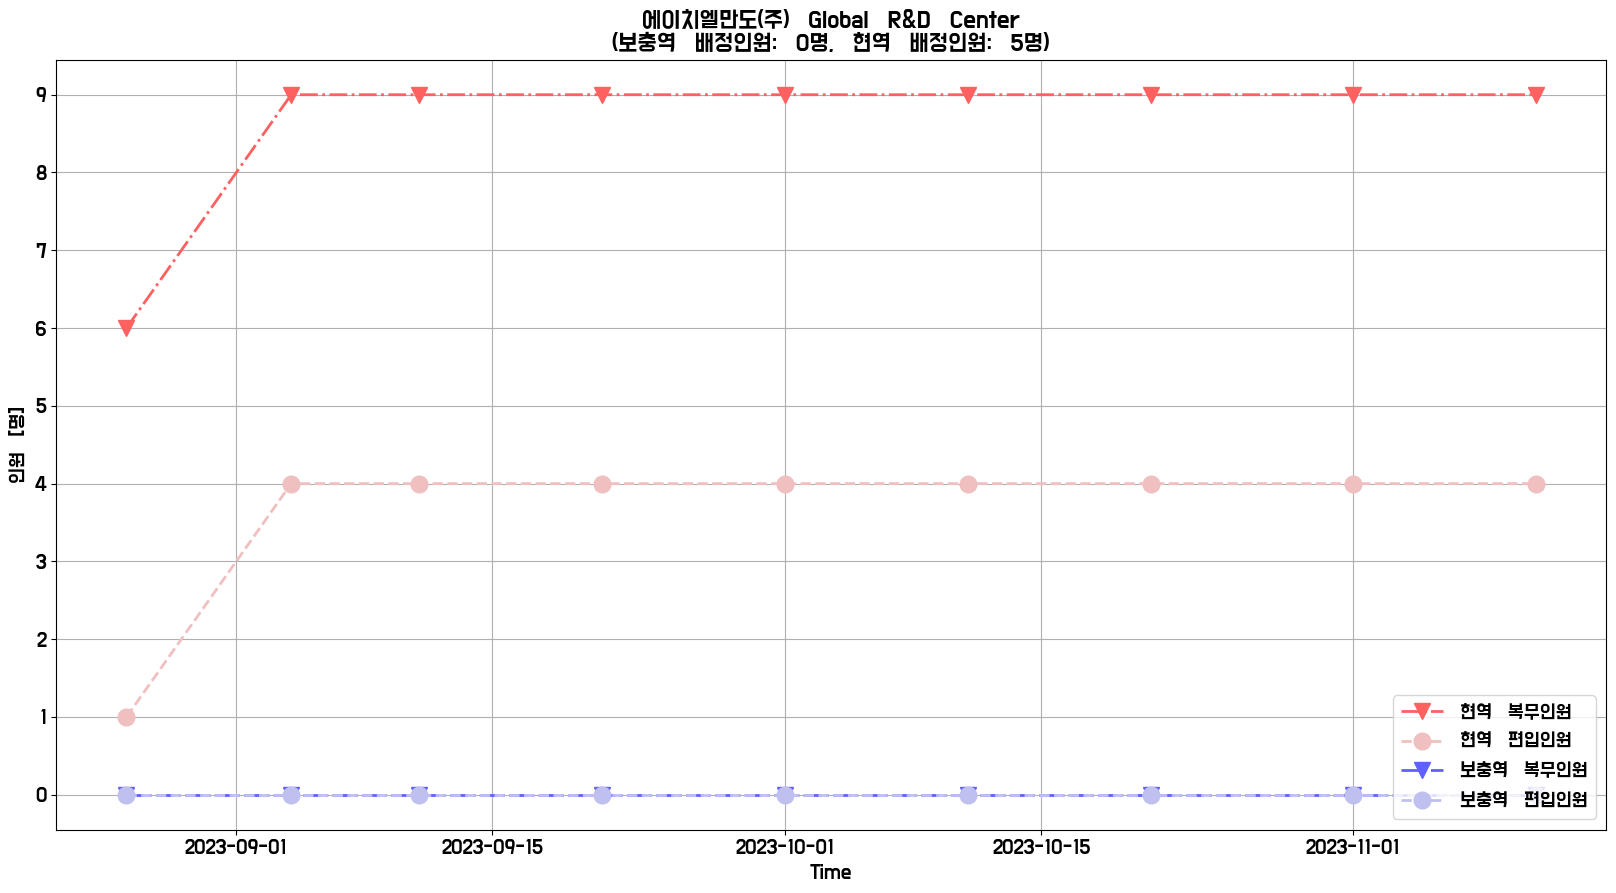 에이치엘만도(주) Global R&D Center
(보충역 배정인원: 0명, 현역 배정인원: 5명)
인원 [명]
9
8
7
6
5
4
3
2
1
0
현역 복무인원
현역 편입인원
보충역 복무인원
보충역 편입인원
2023-09-01 2023-09-15 2023-10-01 2023-10-15 2023-11-01
Time